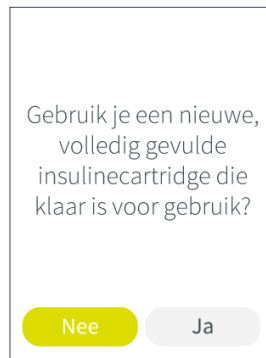 Gebruik je een nieuwe,
volledig gevulde
insulinecartridge die
klaar is voor gebruik?
Nee Ja